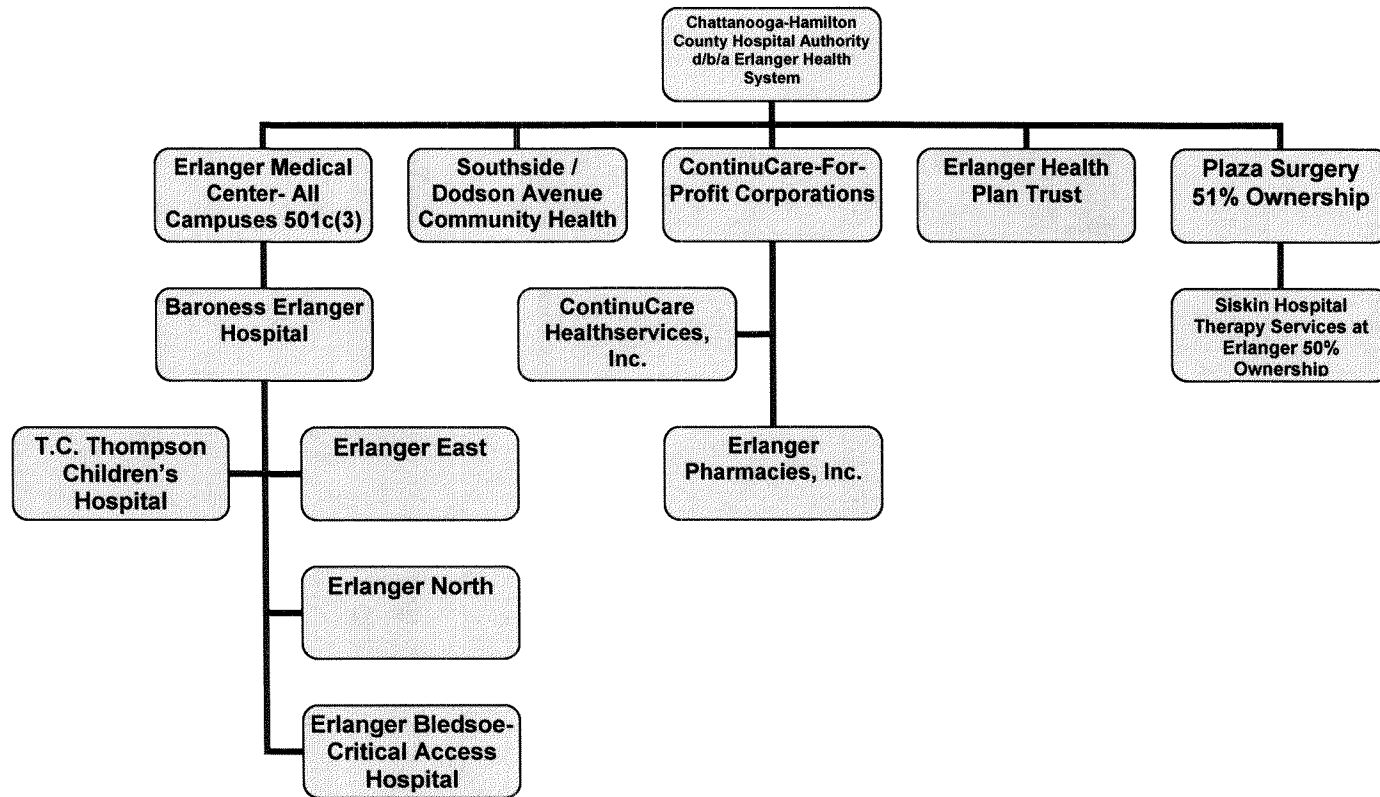 Chattanooga-Hamilton
County Hospital Authority
d/b/a Erlanger Health
System
Erlanger Medical
Center- All
Campuses 501c(3)
Southside /
Dodson Avenue
Community Health
ContinuCare-For-
Profit Corporations
Erlanger Health
Plan Trust
Plaza Surgery
51% Ownership
Baroness Erlanger
Hospital
ContinuCare
Healthservices,
Inc.
Siskin Hospital
Therapy Services at
Erlanger 50%
Ownership
T.C. Thompson
Children's
Hospital
Erlanger East
Erlanger
Pharmacies, Inc.
Erlanger North
Erlanger Bledsoe-
Critical Access
Hospital